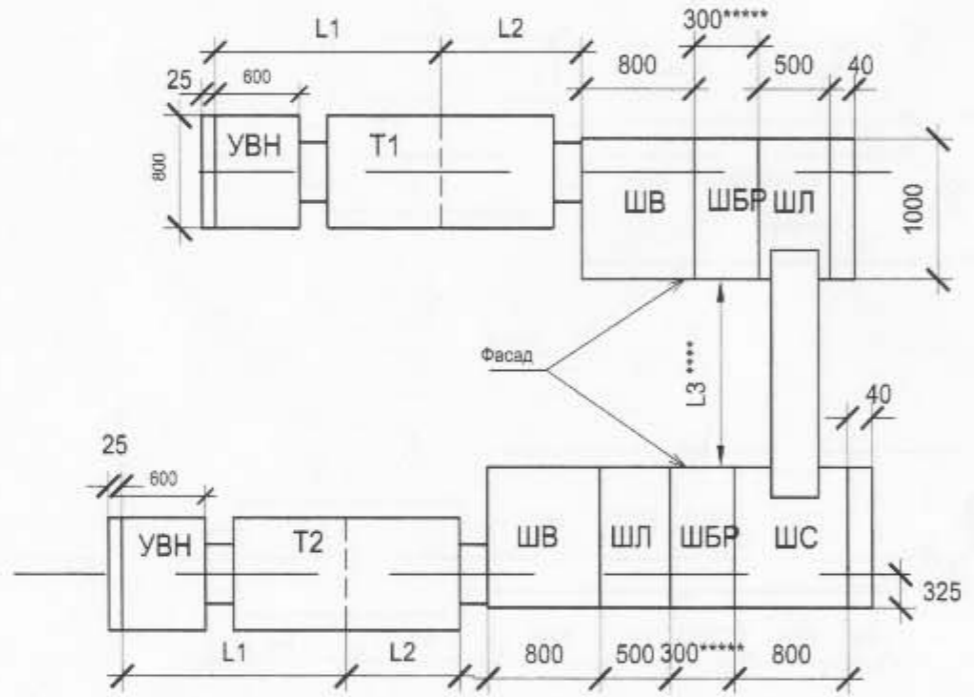 300*****
L1 L2
800 500 40
25 600
800
УВН Т1
ШВ ШБР ШЛ
1000
Фасад
L3 ****
40
25
600
УВН Т2
ШВ ШЛ ШБР ШС
325
L1 L2 800 500 300***** 800